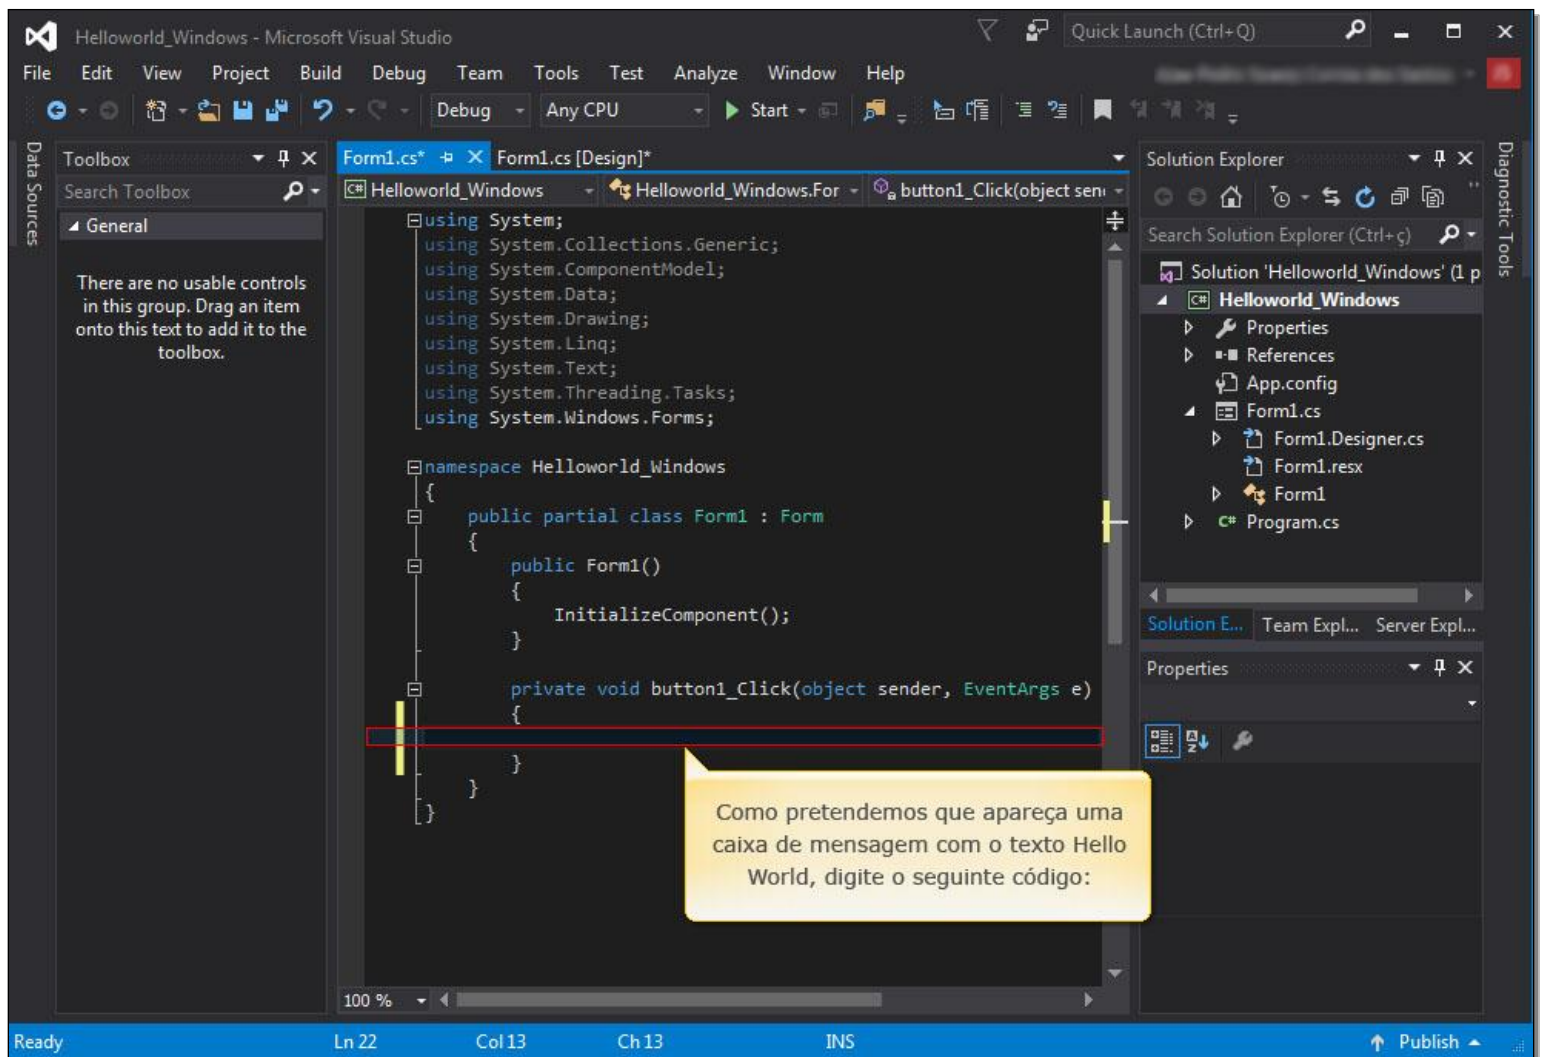 Helloworld_Windows - Microsoft Visual Studio
Quick Launch (Ctrl+Q)
File Edit View Project Build Debug Team Tools Test Analyze Window Help
Debug Any CPU Start
Data Sources
Toolbox
Search Toolbox
General
There are no usable controls
in this group. Drag an item
onto this text to add it to the
toolbox.
Form1.cs* Form1.cs [Design]*
Helloworld_Windows Helloworld_Windows.For button1_Click(object sen
using System;
using System.Collections.Generic;
using System.ComponentModel;
using System.Data;
using System.Drawing;
using System.Linq;
using System.Text;
using System.Threading.Tasks;
using System.Windows.Forms;
namespace Helloworld_Windows
{
public partial class Form1 : Form
{
public Form1()
{
InitializeComponent();
}
private void button1_Click(object sender, EventArgs e)
{
}
}
}
Como pretendemos que apareça uma
caixa de mensagem com o texto Hello
World, digite o seguinte código:
100 %
Solution Explorer
Search Solution Explorer (Ctrl+ç)
Solution 'Helloworld_Windows' (1 p
C# Helloworld_Windows
Properties
References
App.config
Form1.cs
Form1.Designer.cs
Form1.resx
Form1
C# Program.cs
Solution E... Team Expl... Server Expl...
Properties
Diagnostic Tools
Ready Ln 22 Col 13 Ch 13 INS Publish